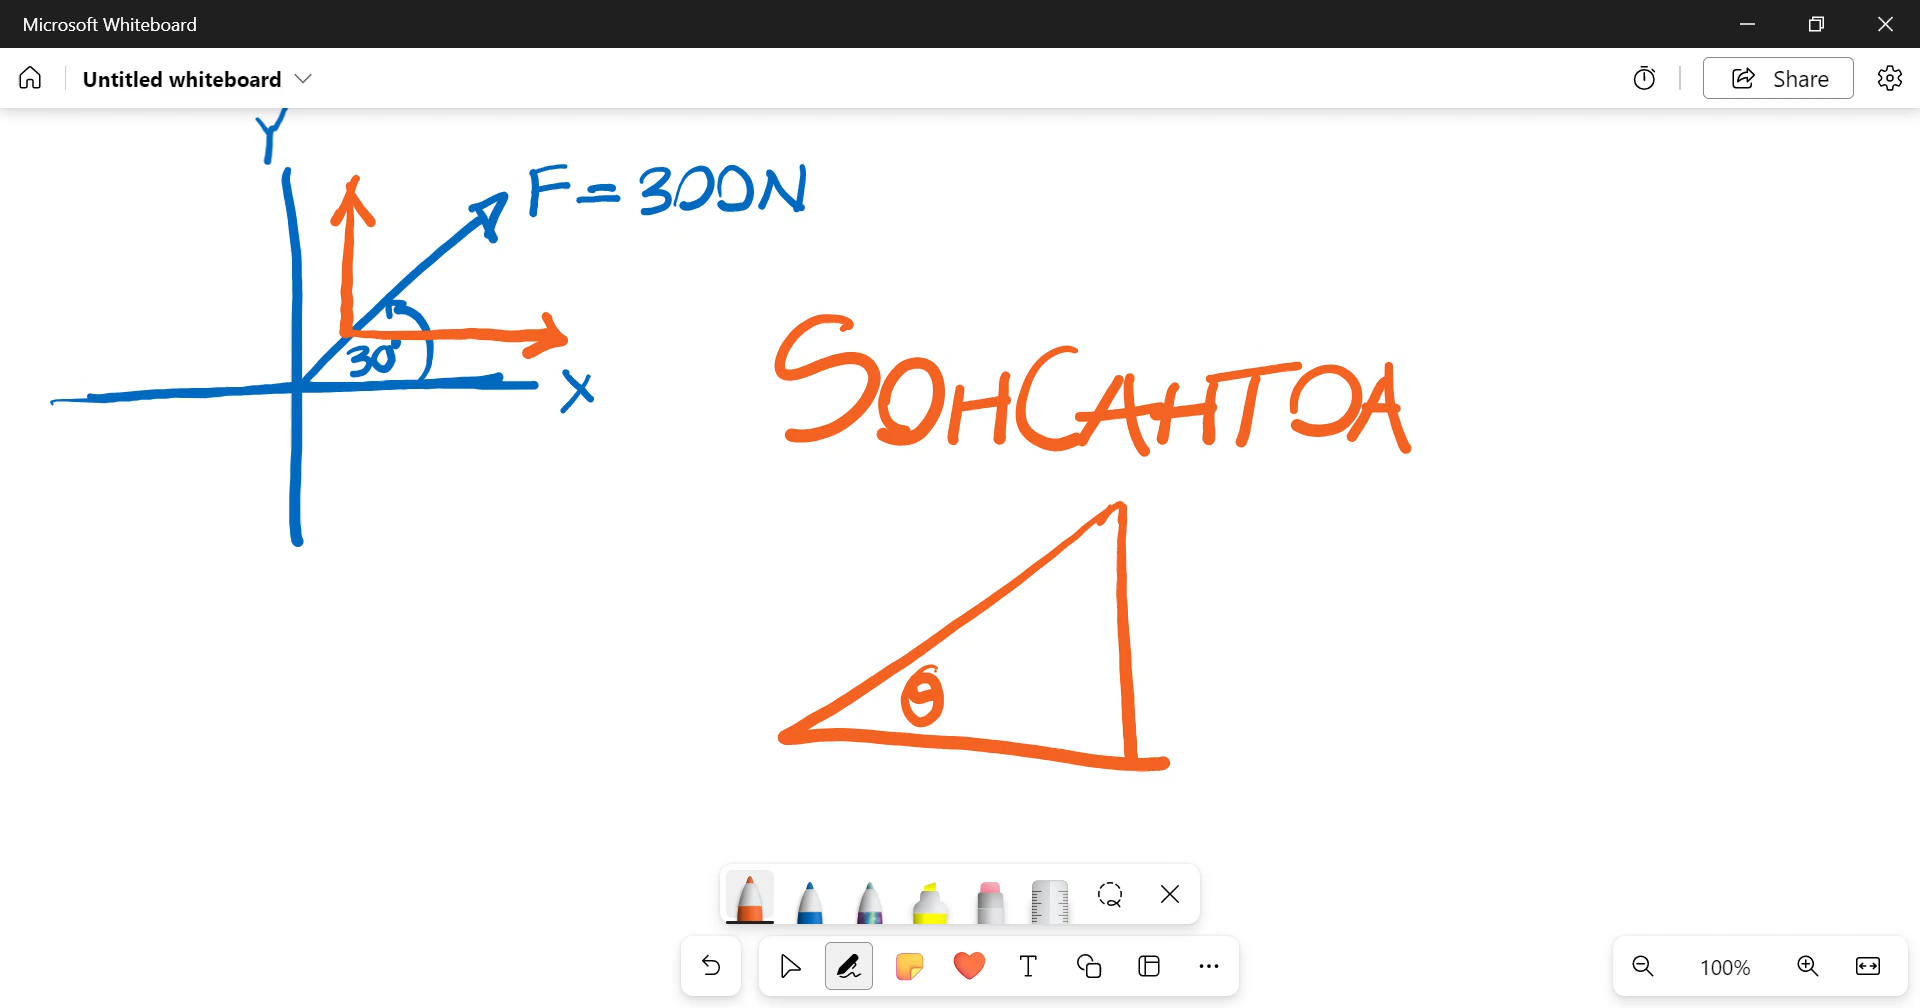 Microsoft Whiteboard
Untitled whiteboard
Share
Y
F = 300N
30°
X
SOHCAHTOA
θ
T
100%